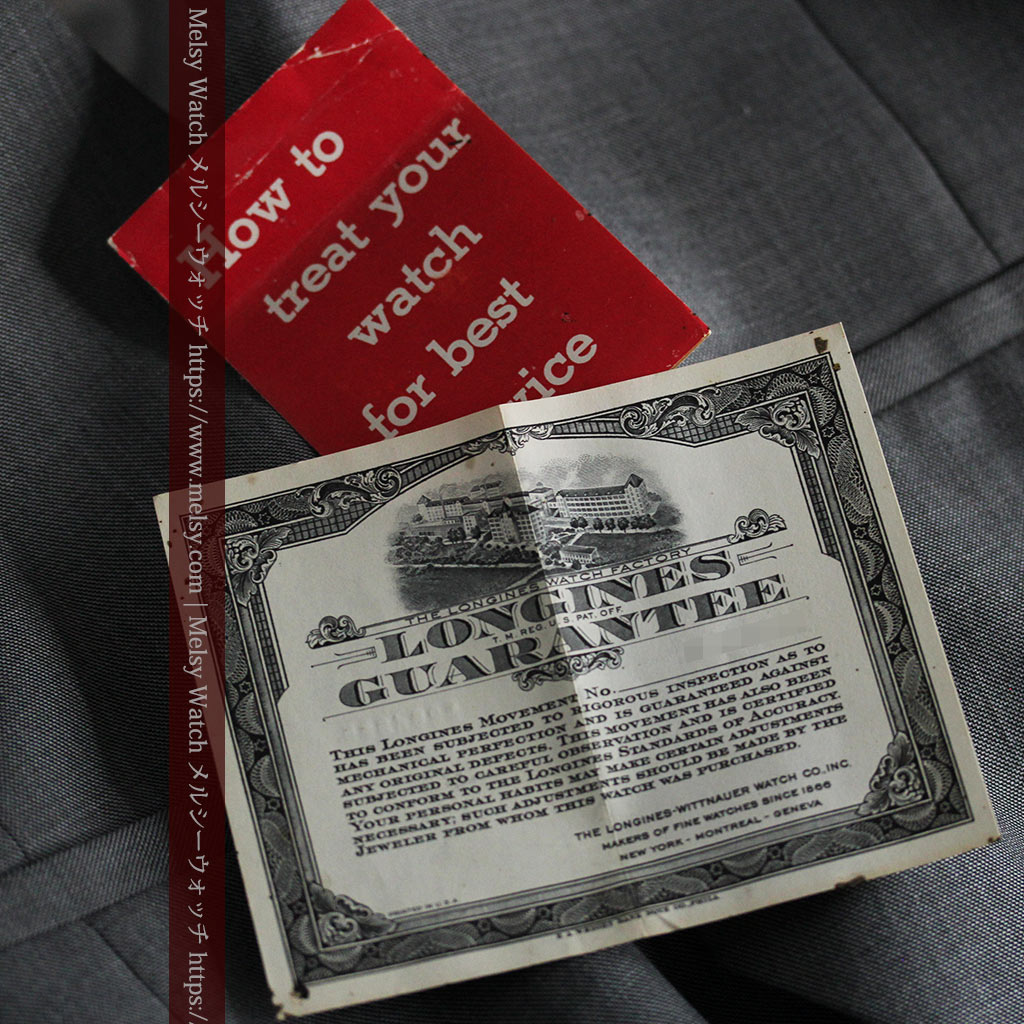 Melsy Watch メルシーウォッチ https://www.melsy.com | Melsy Watch メルシーウォッチ https:/
How to
treat your
watch
for best
vice
THE LONGINES WATCH FACTORY
LONGINES
T. M. REG. U. S. PAT. OFF.
GUARANTEE
THIS LONGINES MOVEMENT No.
HAS BEEN SUBJECTED TO RIGOROUS INSPECTION AS TO
MECHANICAL PERFECTION AND IS GUARANTEED AGAINST
ANY ORIGINAL DEFECTS. THIS MOVEMENT HAS ALSO BEEN
SUBJECTED TO CAREFUL OBSERVATION AND IS CERTIFIED
TO CONFORM TO THE LONGINES STANDARDS OF ACCURACY.
YOUR PERSONAL HABITS MAY MAKE CERTAIN ADJUSTMENTS
NECESSARY; SUCH ADJUSTMENTS SHOULD BE MADE BY THE
JEWELER FROM WHOM THIS WATCH WAS PURCHASED.
THE LONGINES-WITTNAUER WATCH CO., INC.
MAKERS OF FINE WATCHES SINCE 1866
NEW YORK - MONTREAL - GENEVA
PRINTED IN U.S.A.